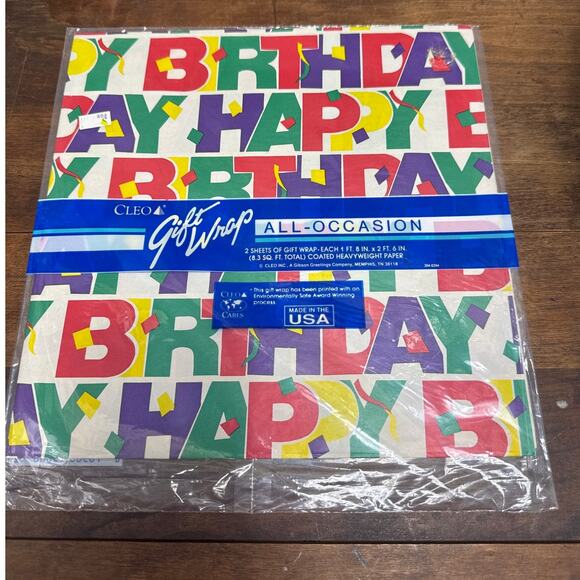 PY BIRTHDAY
DAY HAPPY B
BIRTHDAY
CLEO
Gift Wrap
ALL-OCCASION
2 SHEETS OF GIFT WRAP - EACH 1 FT. 8 IN. x 2 FT. 6 IN.
(8.3 SQ. FT. TOTAL) COATED HEAVYWEIGHT PAPER
© CLEO INC., A Gibson Greetings Company, MEMPHIS, TN 38118
CLEO
CARES
* This gift wrap has been printed with an
Environmentally Safe Award Winning
process.
MADE IN THE
USA
BIRTHDAY
Y HAPPY B